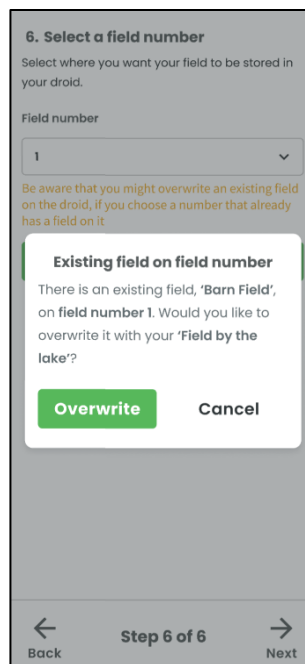 6. Select a field number
Select where you want your field to be stored in
your droid.
Field number
1
Be aware that you might overwrite an existing field
on the droid, if you choose a number that already
has a field on it
Existing field on field number
There is an existing field, ‘Barn Field’,
on field number 1. Would you like to
overwrite it with your ‘Field by the
lake’?
Overwrite Cancel
Back Step 6 of 6 Next